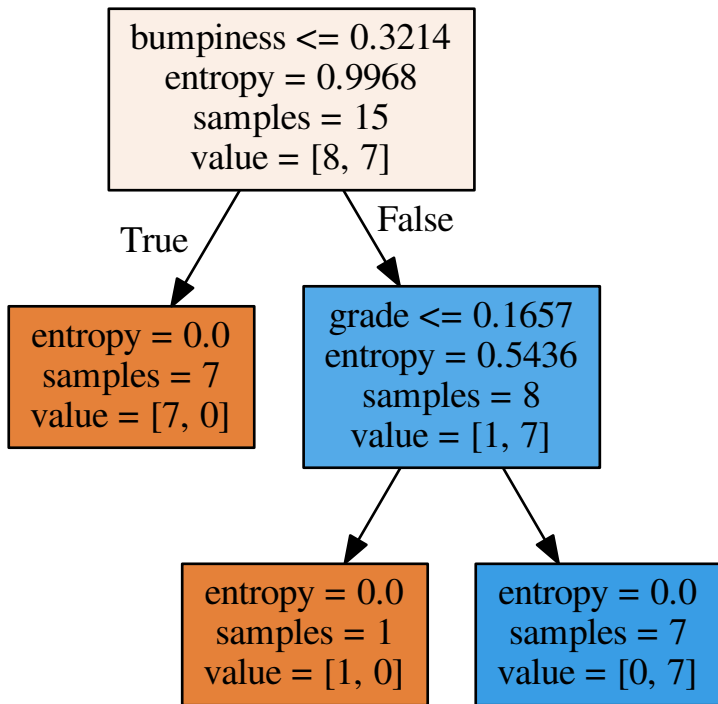 bumpiness <= 0.3214
entropy = 0.9968
samples = 15
value = [8, 7]
True
False
entropy = 0.0
samples = 7
value = [7, 0]
grade <= 0.1657
entropy = 0.5436
samples = 8
value = [1, 7]
entropy = 0.0
samples = 1
value = [1, 0]
entropy = 0.0
samples = 7
value = [0, 7]